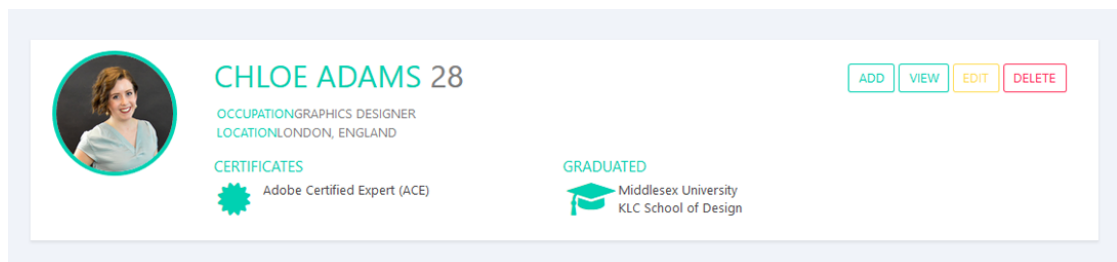 CHLOE ADAMS 28
ADD VIEW EDIT DELETE
OCCUPATIONGRAPHICS DESIGNER
LOCATIONLONDON, ENGLAND
CERTIFICATES
Adobe Certified Expert (ACE)
GRADUATED
Middlesex University
KLC School of Design